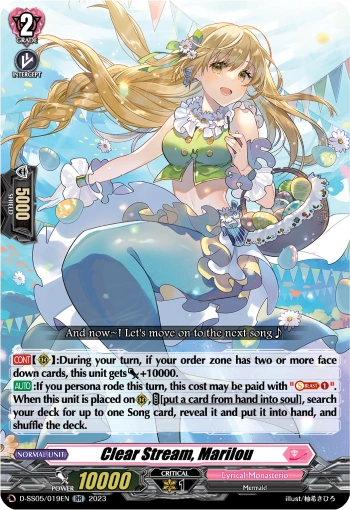 2
GRADE
INTERCEPT
5000
SHIELD
And now~! Let's move on to the next song♪
CONT【】:During your turn, if your order zone has two or more face
down cards, this unit gets +10000.
AUTO:If you persona rode this turn, this cost may be paid with "BLAST 1"
When this unit is placed on , [put a card from hand into soul], search
your deck for up to one Song card, reveal it and put it into hand, and
shuffle the deck.
NORMAL UNIT
Clear Stream, Marilou
Lyrical Monasterio
Mermaid
POWER 10000
CRITICAL
1
D-SS05/019EN RR 2023
illust/柚希きひろ